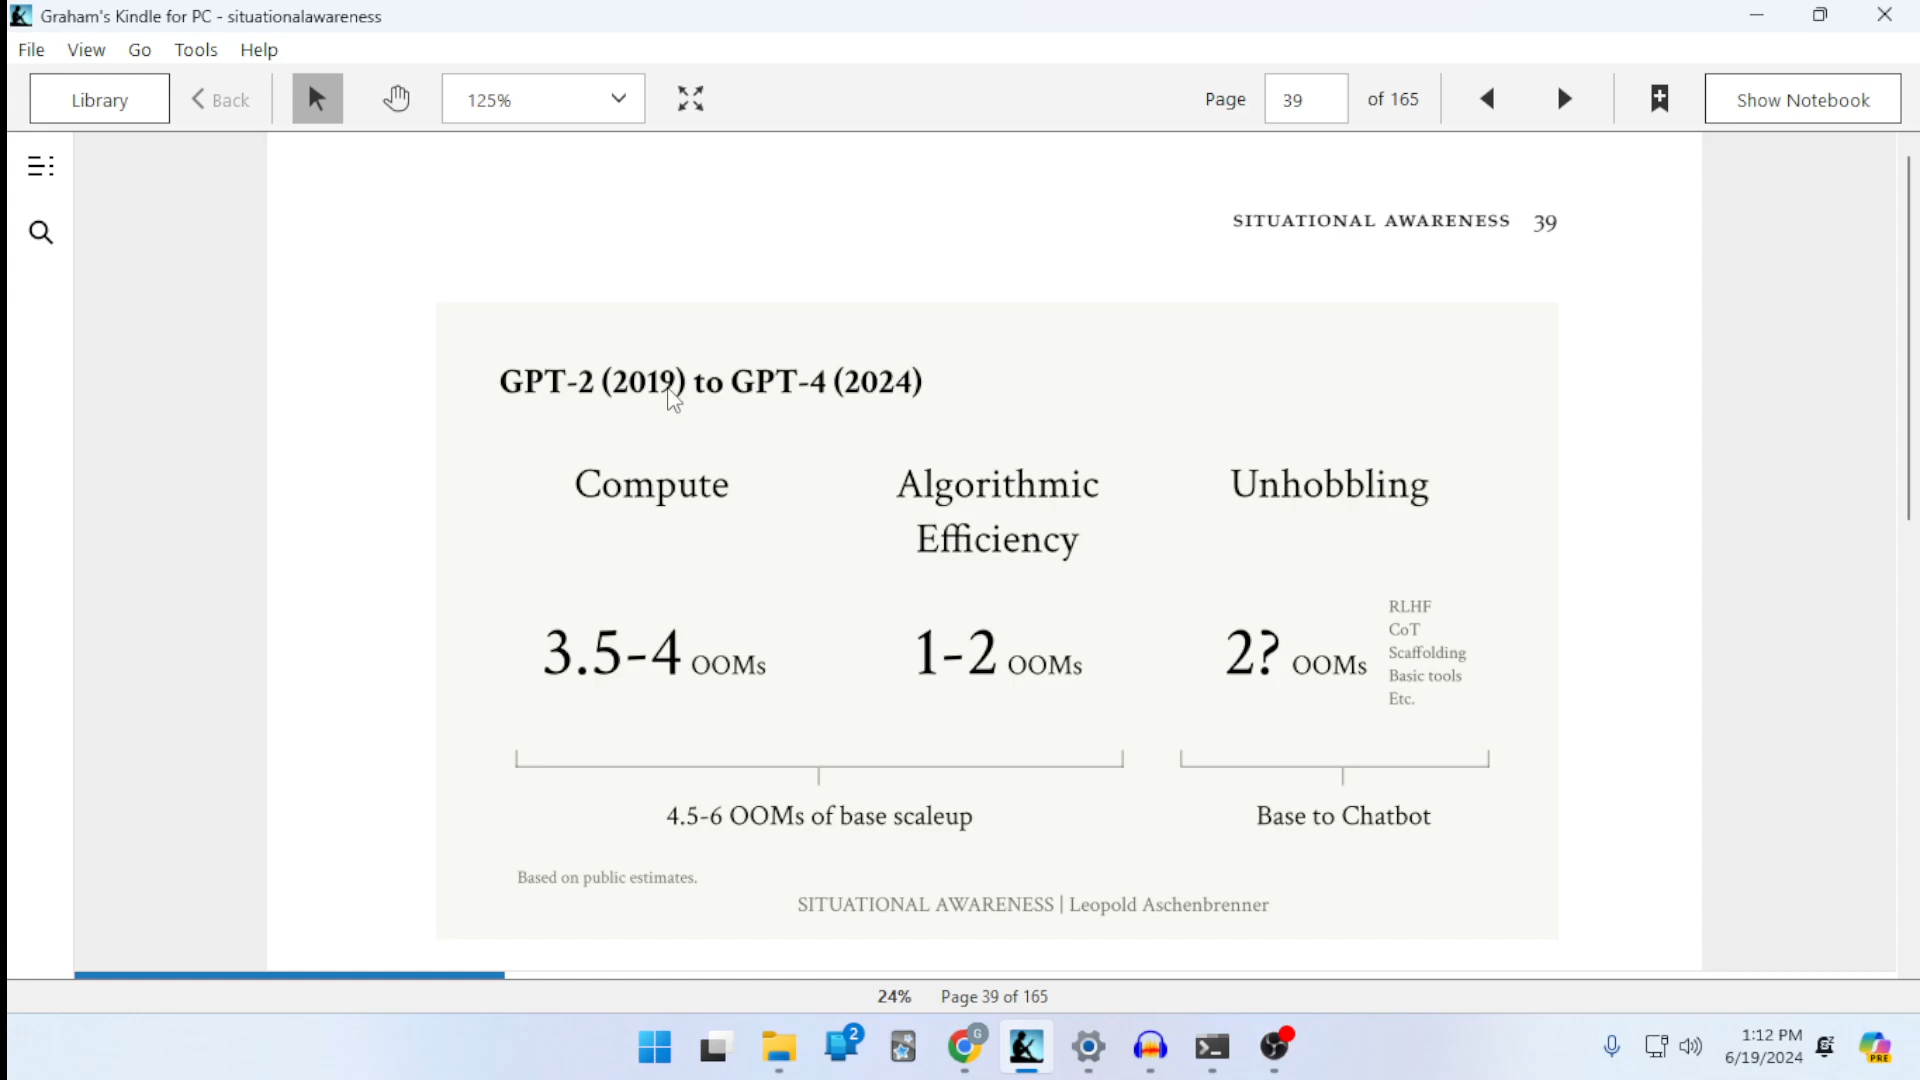 Graham's Kindle for PC - situationalawareness
File View Go Tools Help
Library Back 125% Page 39 of 165 Show Notebook
SITUATIONAL AWARENESS 39
GPT-2 (2019) to GPT-4 (2024)
Compute
Algorithmic
Efficiency
Unhobbling
3.5-4 OOMs
1-2 OOMs
2? OOMs
RLHF
CoT
Scaffolding
Basic tools
Etc.
4.5-6 OOMs of base scaleup
Base to Chatbot
Based on public estimates.
SITUATIONAL AWARENESS | Leopold Aschenbrenner
24% Page 39 of 165
2
G
1:12 PM
6/19/2024
PRE